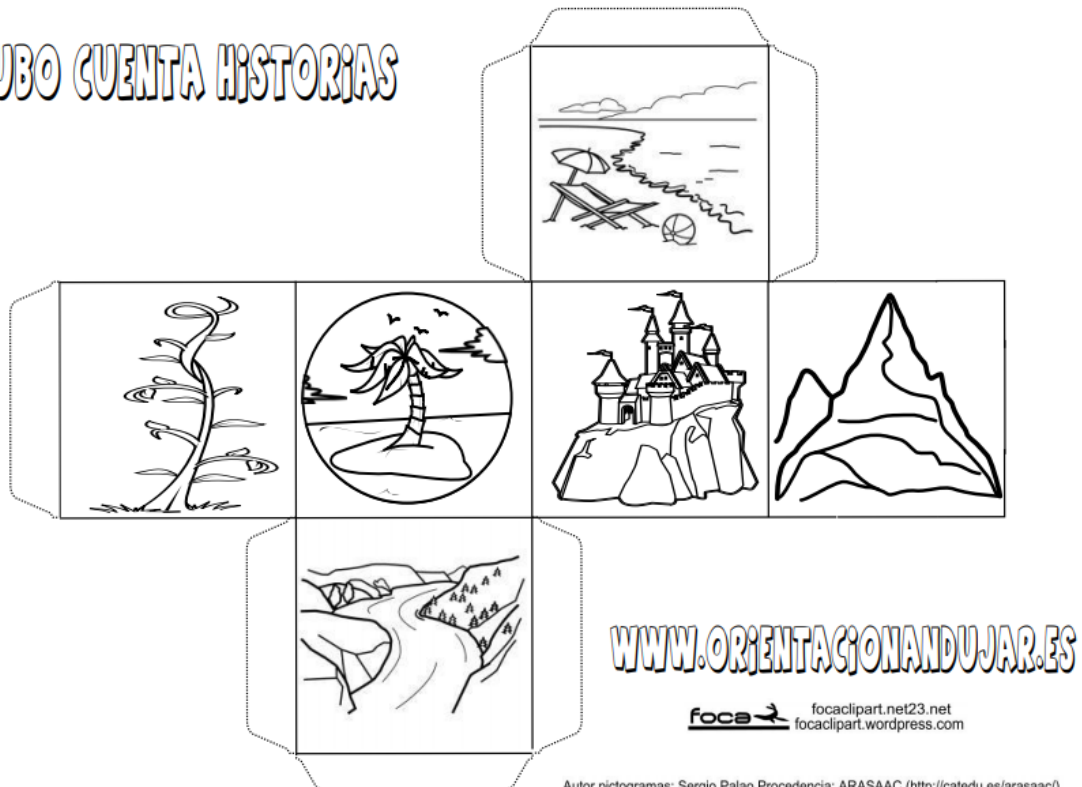 UBO CUENTA HISTORIAS
WWW.ORIENTACIONANDUJAR.ES
foca
focaclipart.net23.net
focaclipart.wordpress.com
Autor pictogramas: Sergio Palao Procedencia: ARASAAC (http://catedu.es/arasaac/)